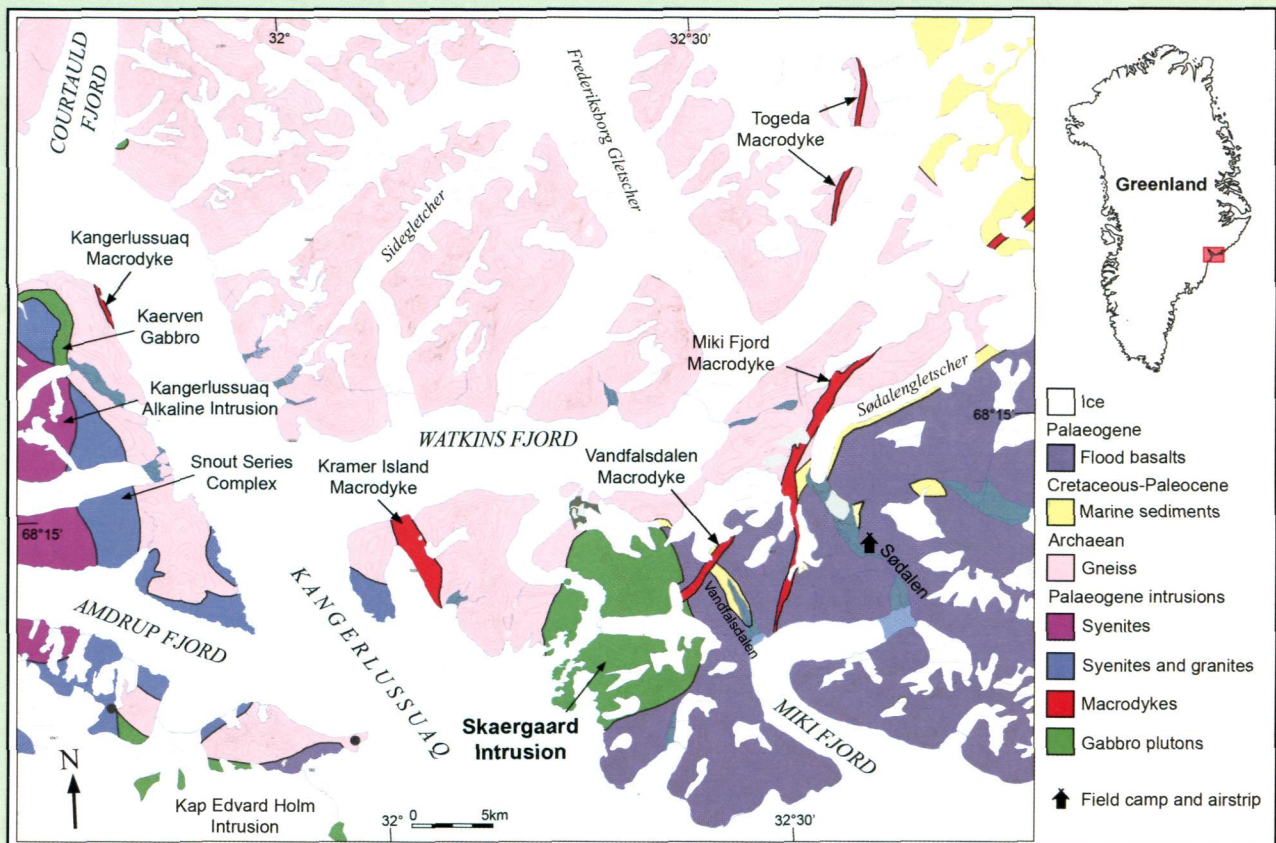 32°
32°30'
COURTAULD
FJORD
Frederiksborg Gletscher
Togeda
Macrodyke
Sidegletcher
Kangerlussuaq
Macrodyke
Kaerven
Gabbro
Kangerlussuaq
Alkaline Intrusion
Snout Series
Complex
Miki Fjord
Macrodyke
Sødalengletscher
68°15'
WATKINS FJORD
Kramer Island
Macrodyke
Vandfalsdalen
Macrodyke
68°15'
Sødalen
Vandfalsdalen
AMDRUP FJORD
KANGERLUSSUAQ
Skaergaard
Intrusion
MIKI FJORD
N
Kap Edvard Holm
Intrusion
32°
0 5km
32°30'
Greenland
Ice
Palaeogene
Flood basalts
Cretaceous-Paleocene
Marine sediments
Archaean
Gneiss
Palaeogene intrusions
Syenites
Syenites and granites
Macrodykes
Gabbro plutons
Field camp and airstrip